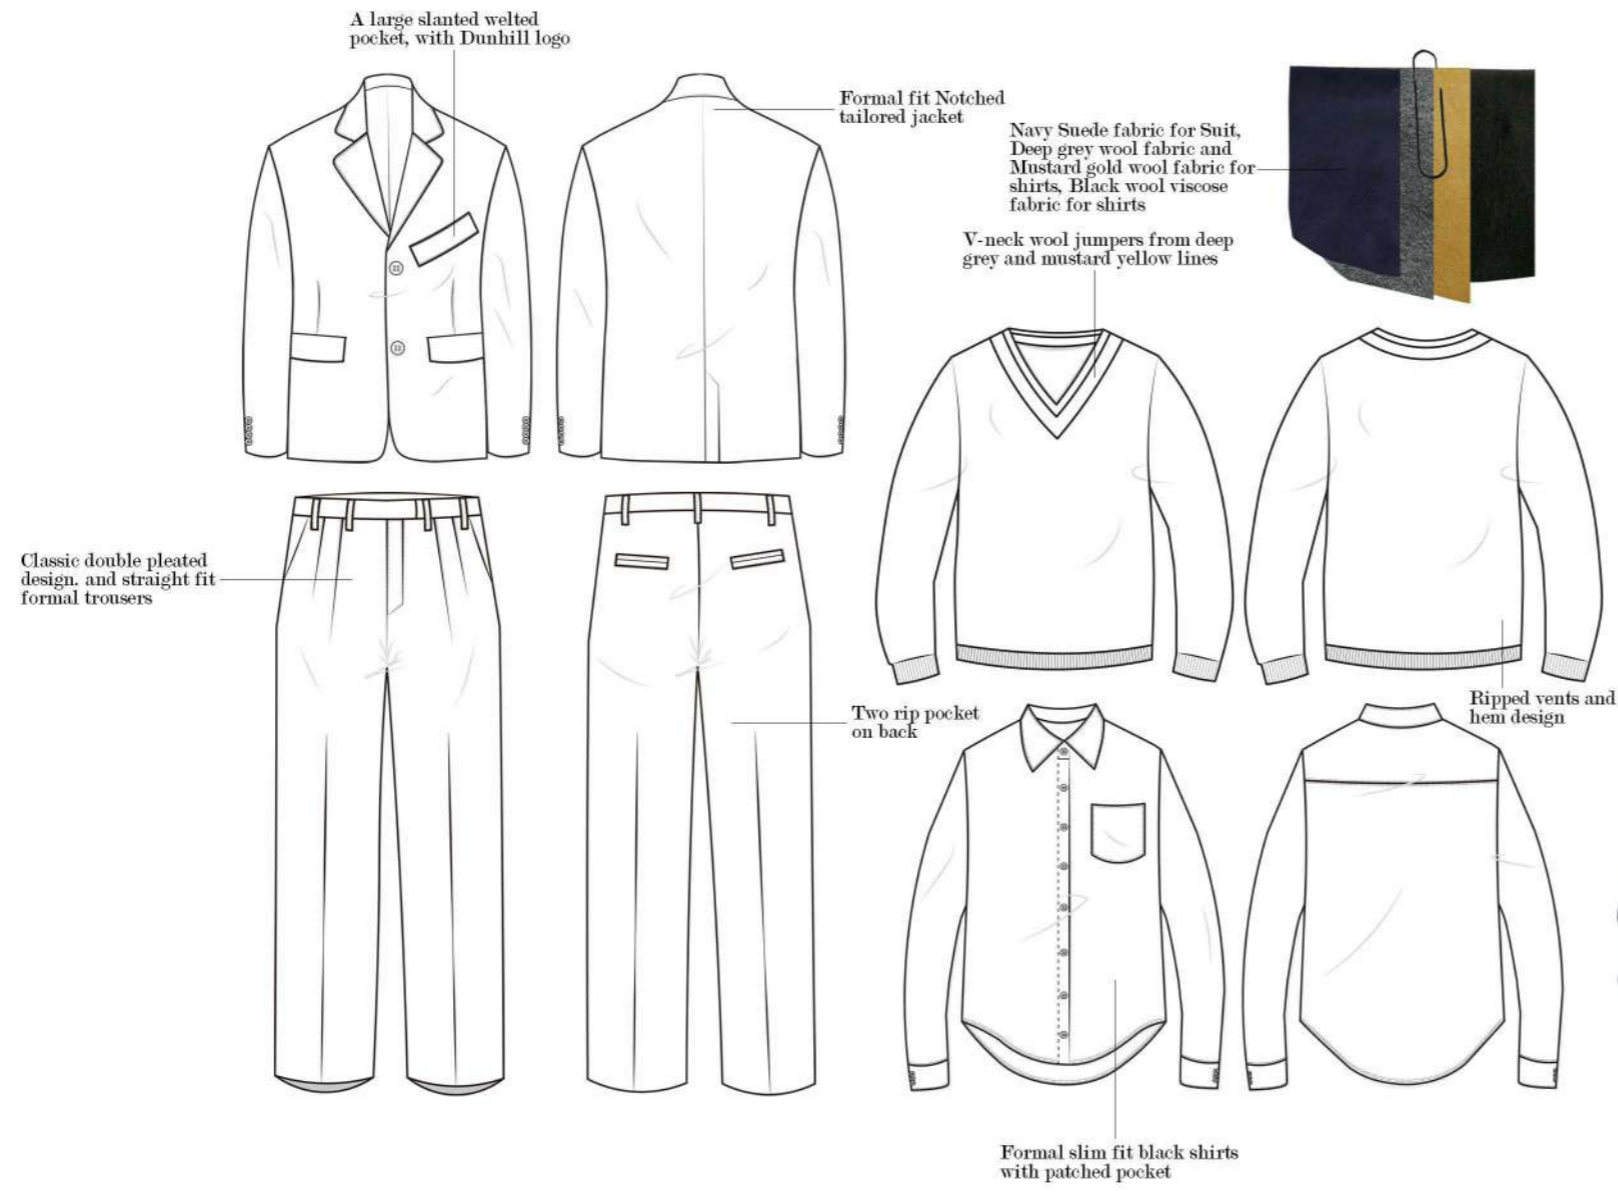 A large slanted welted
pocket, with Dunhill logo
Formal fit Notched
tailored jacket
Navy Suede fabric for Suit,
Deep grey wool fabric and
Mustard gold wool fabric for
shirts, Black wool viscose
fabric for shirts
V-neck wool jumpers from deep
grey and mustard yellow lines
Classic double pleated
design. and straight fit
formal trousers
Two rip pocket
on back
Ripped vents and
hem design
Formal slim fit black shirts
with patched pocket